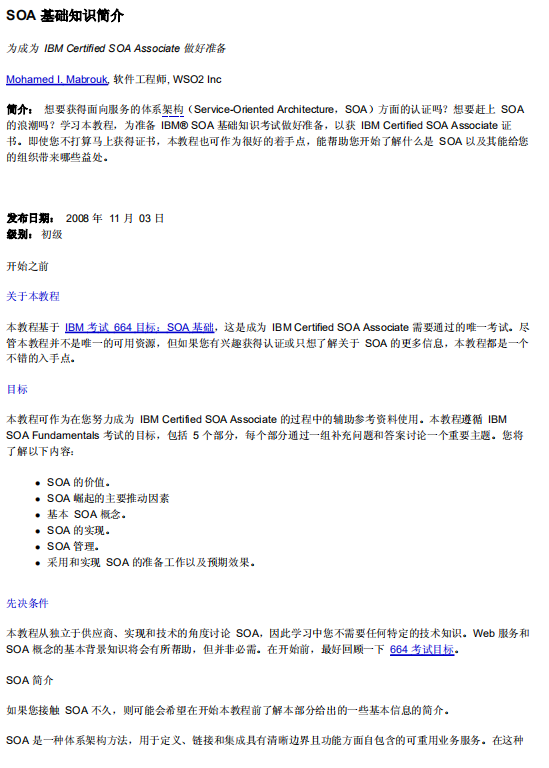 SOA 基础知识简介
为成为 IBM Certified SOA Associate 做好准备
Mohamed I. Mabrouk, 软件工程师, WSO2 Inc
简介： 想要获得面向服务的体系架构（Service-Oriented Architecture，SOA）方面的认证吗？想要赶上 SOA
的浪潮吗？学习本教程，为准备 IBM® SOA 基础知识考试做好准备，以获 IBM Certified SOA Associate 证
书。即使您不打算马上获得证书，本教程也可作为很好的着手点，能帮助您开始了解什么是 SOA 以及其能给您
的组织带来哪些益处。
发布日期： 2008 年 11 月 03 日
级别： 初级
开始之前
关于本教程
本教程基于 IBM 考试 664 目标：SOA 基础，这是成为 IBM Certified SOA Associate 需要通过的唯一考试。尽
管本教程并不是唯一的可用资源，但如果您有兴趣获得认证或只想了解关于 SOA 的更多信息，本教程都是一个
不错的入手点。
目标
本教程可作为在您努力成为 IBM Certified SOA Associate 的过程中的辅助参考资料使用。本教程遵循 IBM
SOA Fundamentals 考试的目标，包括 5 个部分，每个部分通过一组补充问题和答案讨论一个重要主题。您将
了解以下内容：
• SOA 的价值。
• SOA 崛起的主要推动因素
• 基本 SOA 概念。
• SOA 的实现。
• SOA 管理。
• 采用和实现 SOA 的准备工作以及预期效果。
先决条件
本教程从独立于供应商、实现和技术的角度讨论 SOA，因此学习中您不需要任何特定的技术知识。Web 服务和
SOA 概念的基本背景知识将会有所帮助，但并非必需。在开始前，最好回顾一下 664 考试目标。
SOA 简介
如果您接触 SOA 不久，则可能会希望在开始本教程前了解本部分给出的一些基本信息的简介。
SOA 是一种体系架构方法，用于定义、链接和集成具有清晰边界且功能方面自包含的可重用业务服务。在这种